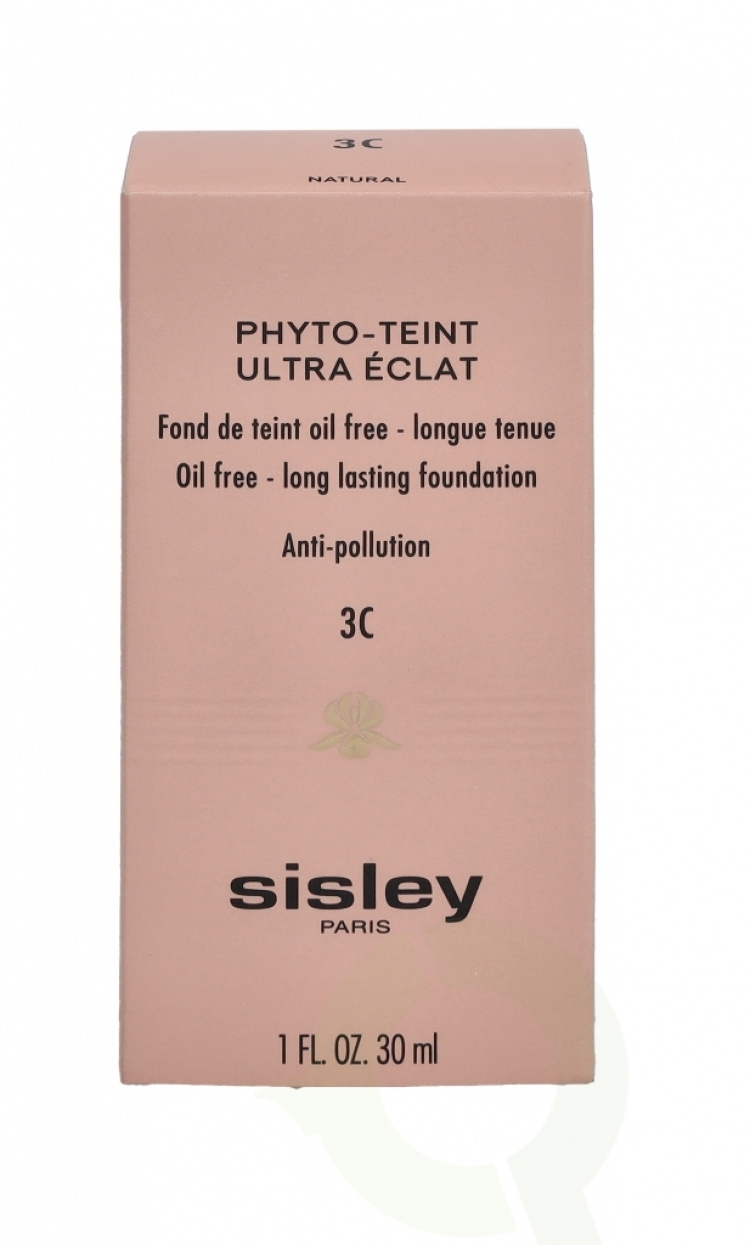 3C
NATURAL
PHYTO-TEINT
ULTRA ÉCLAT
Fond de teint oil free - longue tenue
Oil free - long lasting foundation
Anti-pollution
3C
sisley
PARIS
1 FL. OZ. 30 ml